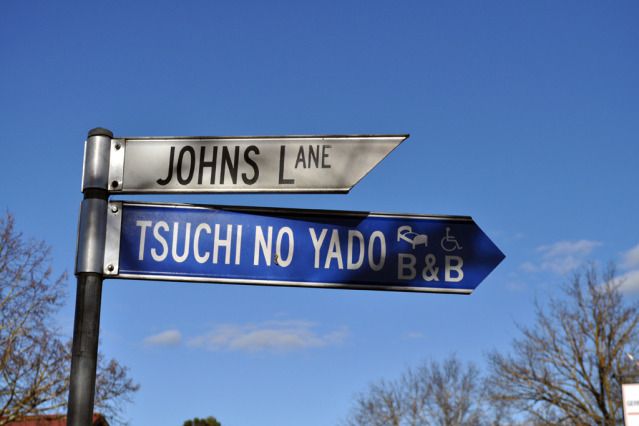 JOHNS LANE
TSUCHI NO YADO B&B